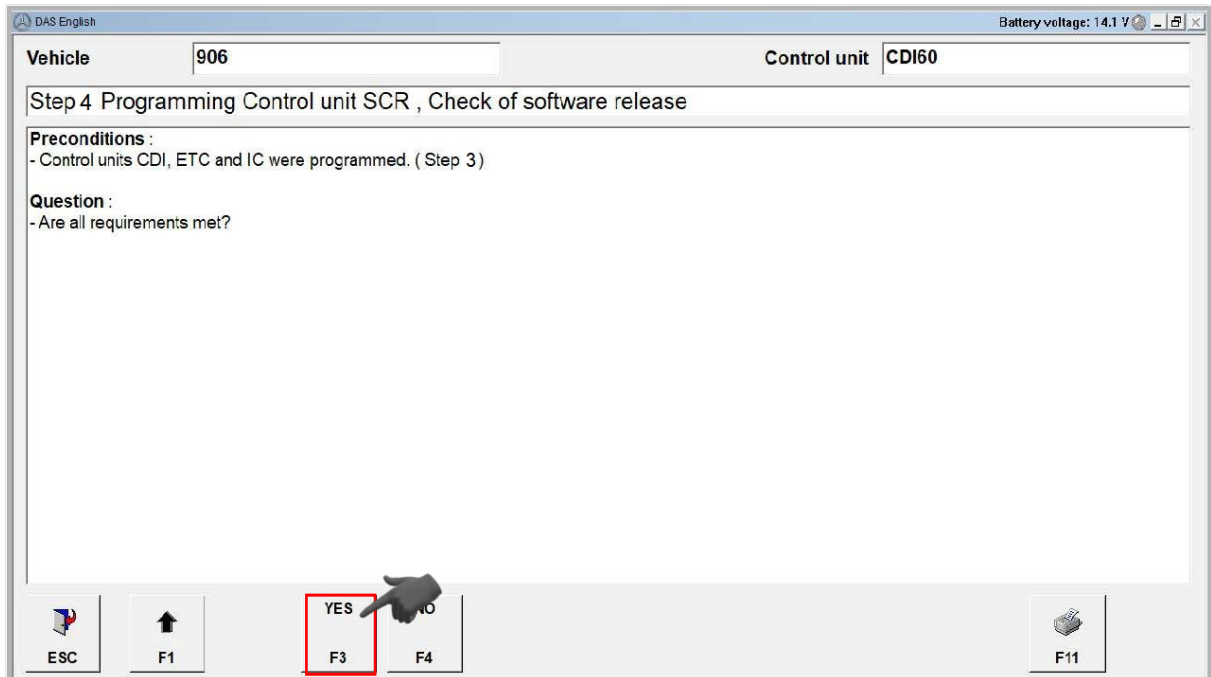 DAS English Battery voltage: 14.1 V
Vehicle 906 Control unit CDI60
Step 4 Programming Control unit SCR , Check of software release
Preconditions :
- Control units CDI, ETC and IC were programmed. ( Step 3)
Question :
- Are all requirements met?
YES NO
ESC F1 F3 F4 F11